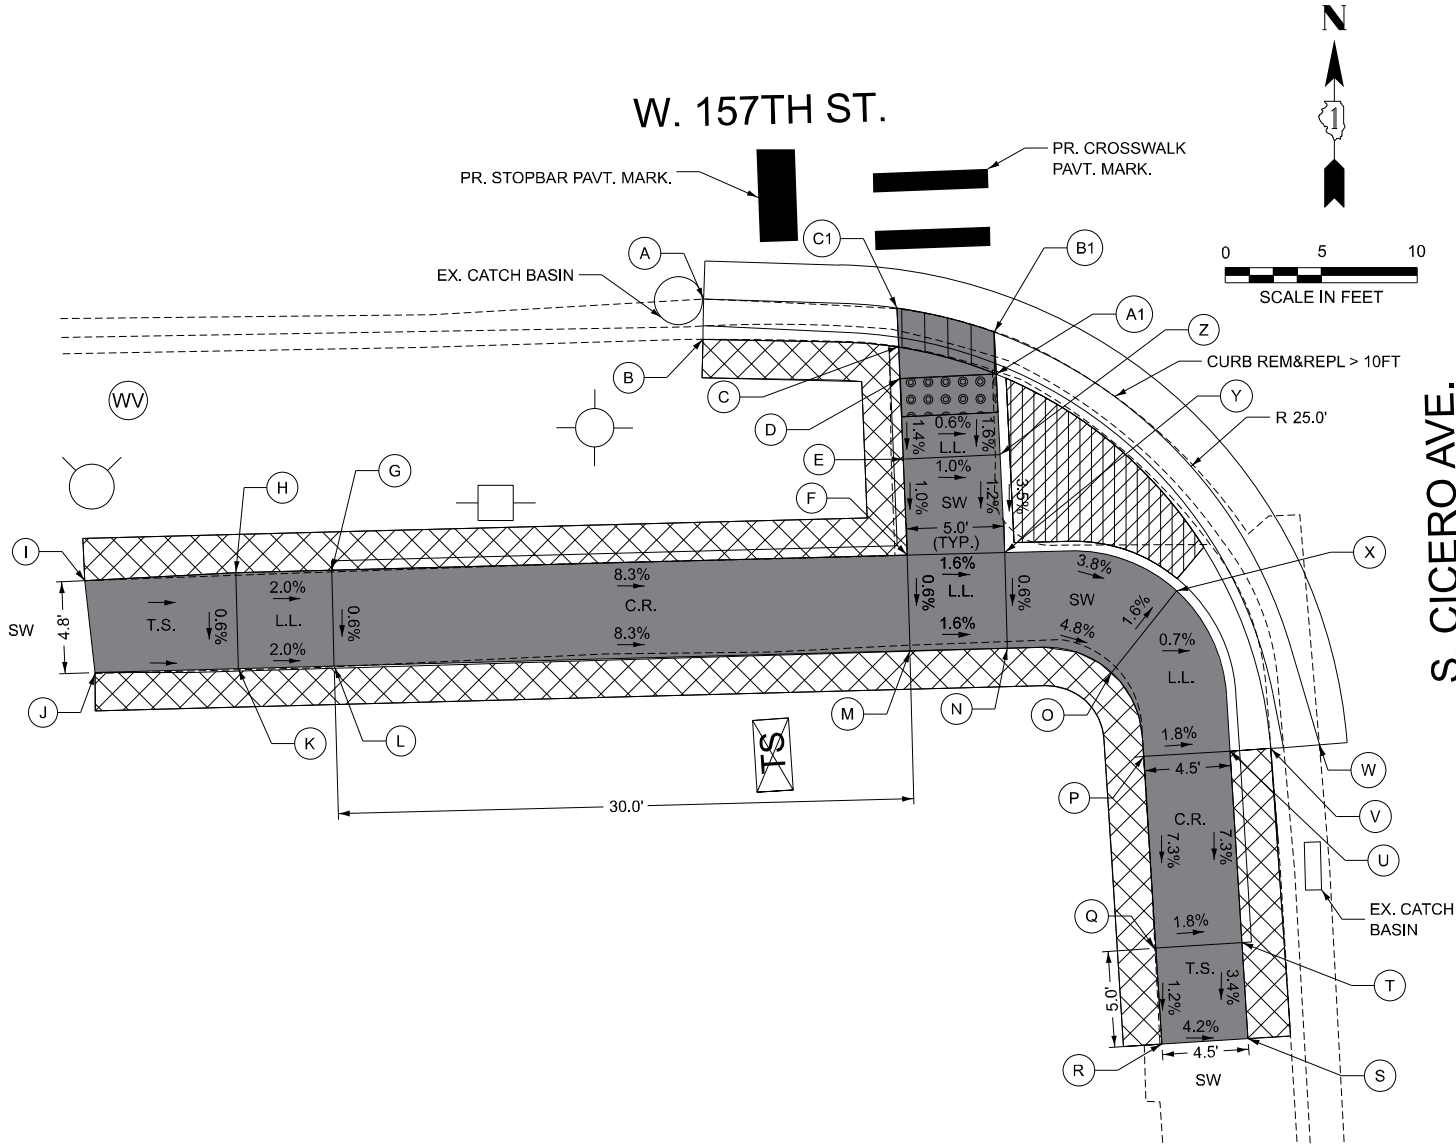 N
1
W. 157TH ST.
PR. CROSSWALK
PAVT. MARK.
PR. STOPBAR PAVT. MARK.
C1
B1
A
EX. CATCH BASIN
0 5 10
SCALE IN FEET
A1
Z
CURB REM&REPL > 10FT
B
C
Y
WV
D
R 25.0'
S. CICERO AVE.
1.4%
0.6%
L.L.
1.6%
E
1.0%
G
H
F
1.0%
SW
1.2%
3.5%
5.0'
(TYP.)
I
X
8.3%
1.6%
3.8%
2.0%
C.R.
0.6%
L.L.
0.6%
SW
1.6%
SW
4.8'
T.S.
0.6%
L.L.
0.6%
8.3%
1.6%
4.8%
0.7%
2.0%
L.L.
J
K
L
M
N
O
1.8%
TS
4.5'
W
P
30.0'
C.R.
V
7.3%
7.3%
U
Q
1.8%
EX. CATCH
BASIN
T.S.
T
5.0'
1.2%
3.4%
4.2%
4.5'
R
S
SW